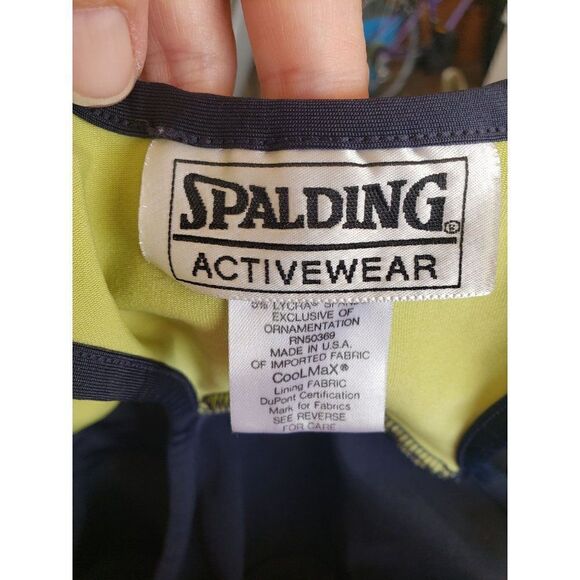 SPALDING®
ACTIVEWEAR
LYCRA®
EXCLUSIVE OF
ORNAMENTATION
RN50369
MADE IN U.S.A.
OF IMPORTED FABRIC
CooLMaX®
Lining FABRIC
DuPont Certification
Mark for Fabrics
SEE REVERSE
FOR CARE